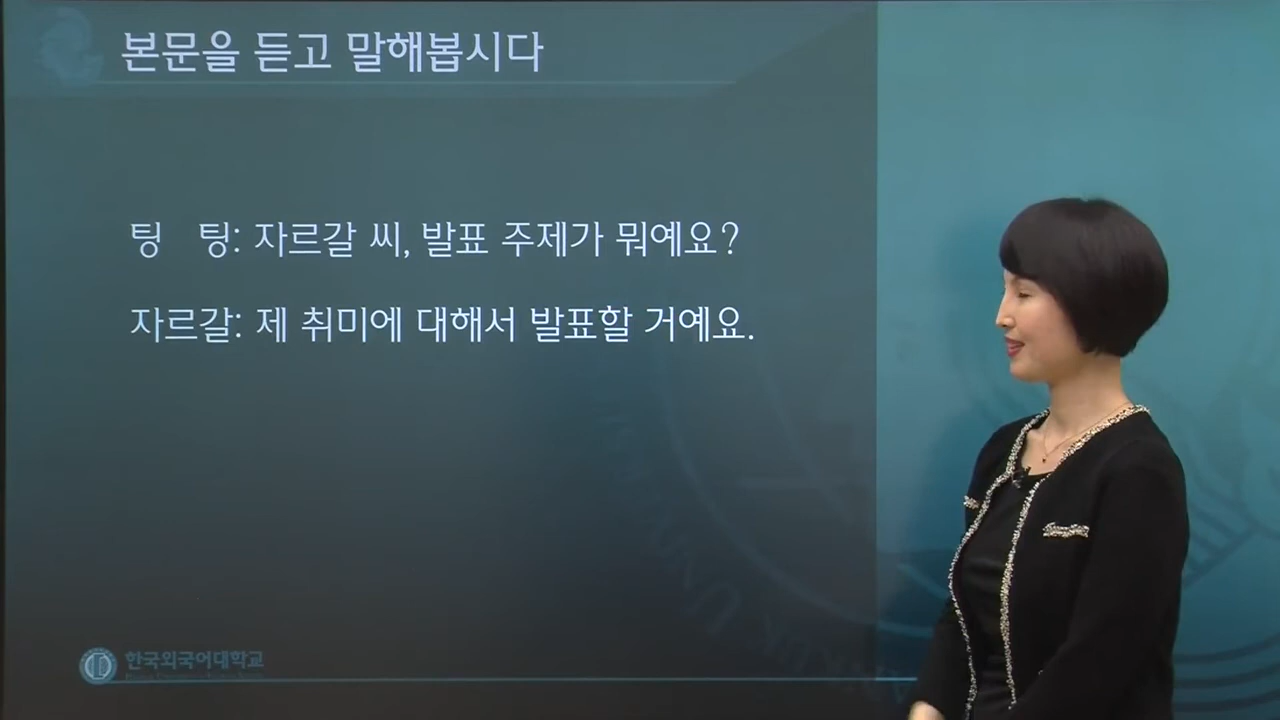 본문을 듣고 말해봅시다
팅 팅: 자르갈 씨, 발표 주제가 뭐예요?
자르갈: 제 취미에 대해서 발표할 거예요.
한국외국어대학교